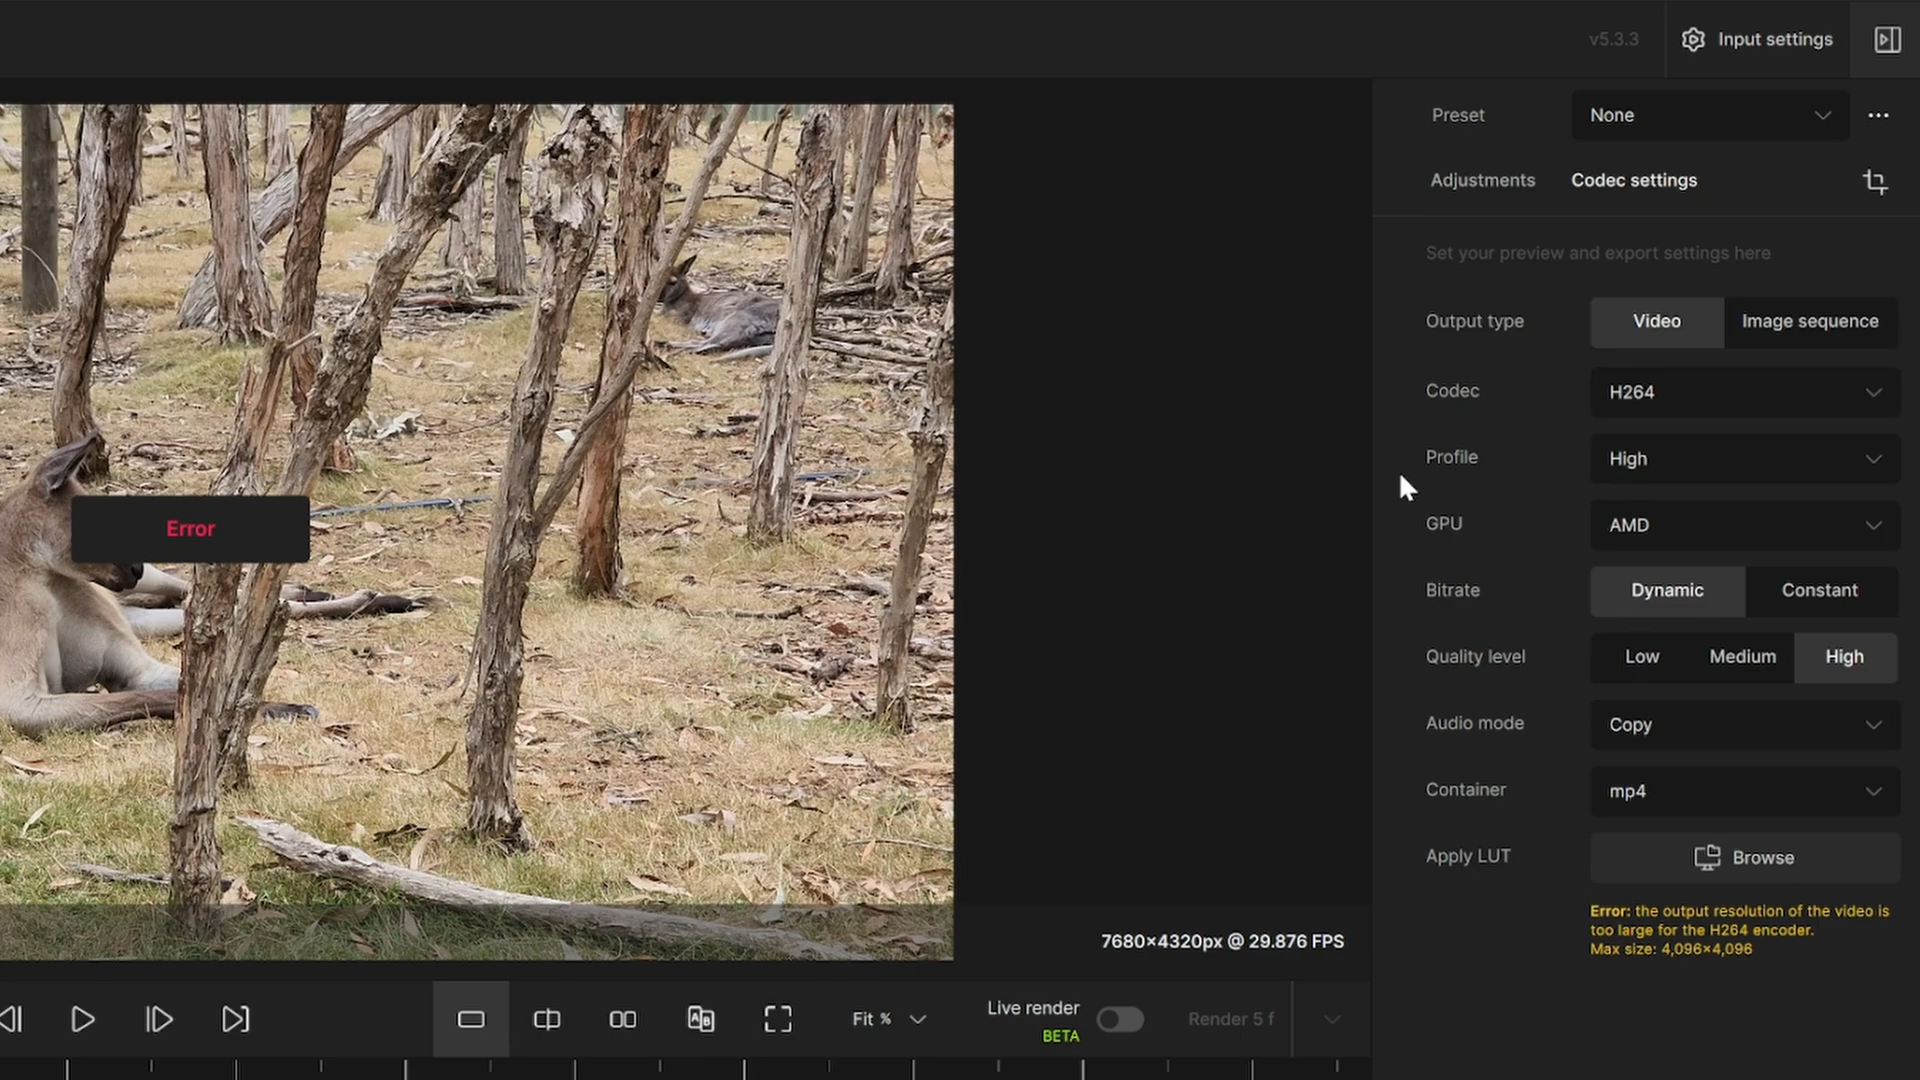 v5.3.3
Input settings
Preset
None
Adjustments
Codec settings
Set your preview and export settings here
Output type
Video
Image sequence
Codec
H264
Profile
High
GPU
AMD
Bitrate
Dynamic
Constant
Quality level
Low
Medium
High
Audio mode
Copy
Container
mp4
Apply LUT
Browse
Error: the output resolution of the video is
too large for the H264 encoder.
Max size: 4,096×4,096
Error
7680×4320px @ 29.876 FPS
A B
Fit %
Live render
BETA
Render 5 f